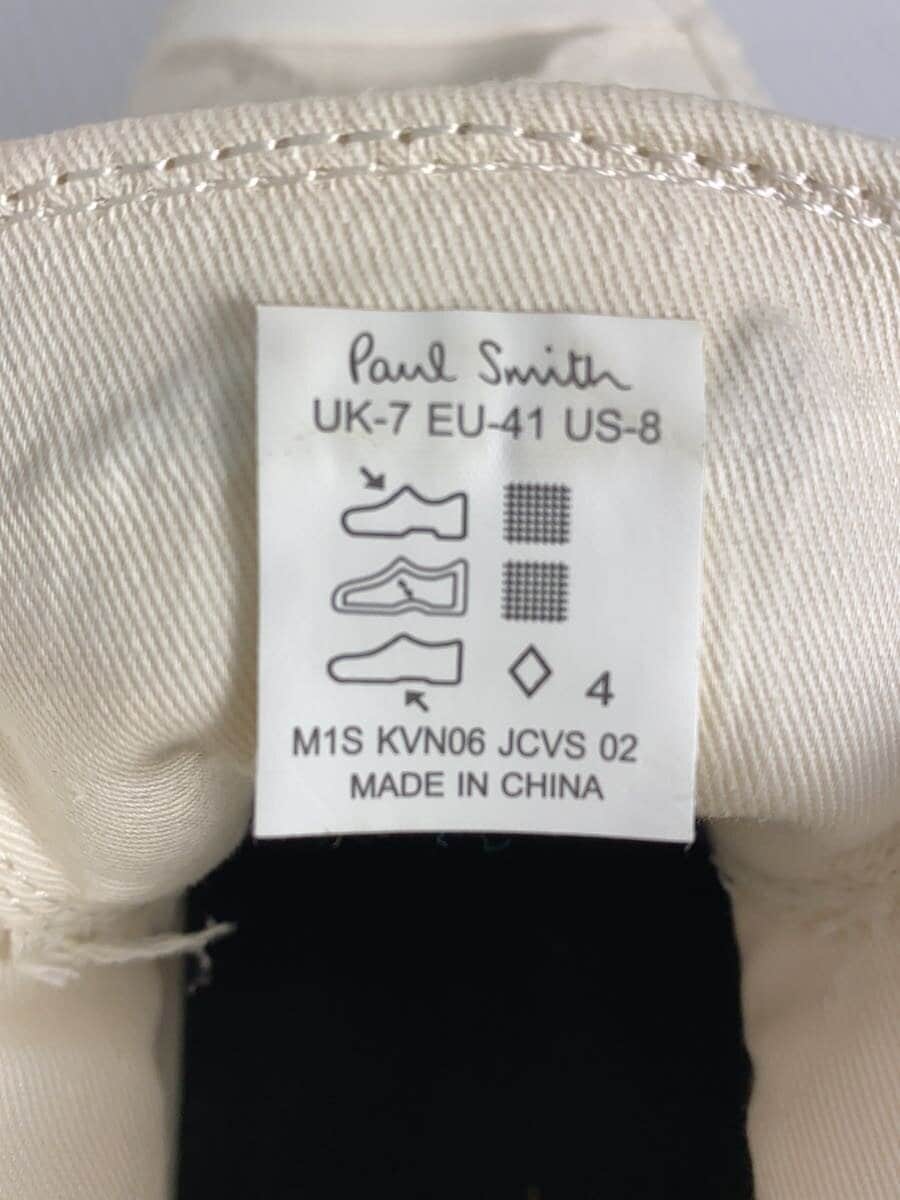 Paul Smith
UK-7 EU-41 US-8
4
M1S KVN06 JCVS 02
MADE IN CHINA